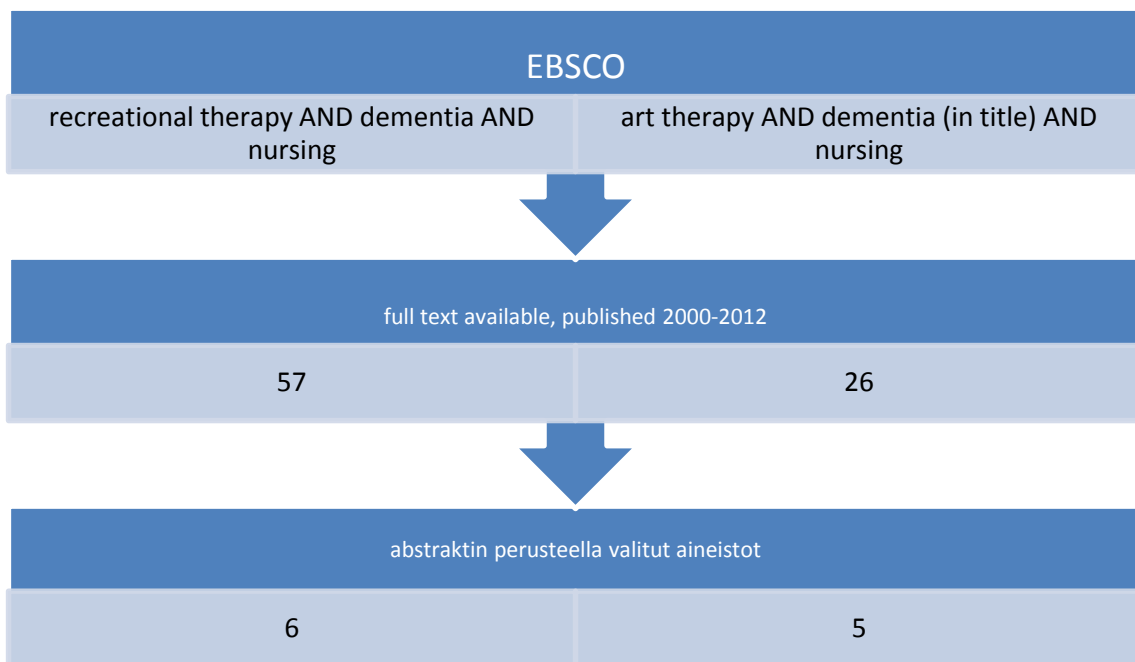 EBSCO
recreational therapy AND dementia AND
nursing
art therapy AND dementia (in title) AND
nursing
full text available, published 2000-2012
57
26
abstraktin perusteella valitut aineistot
6
5